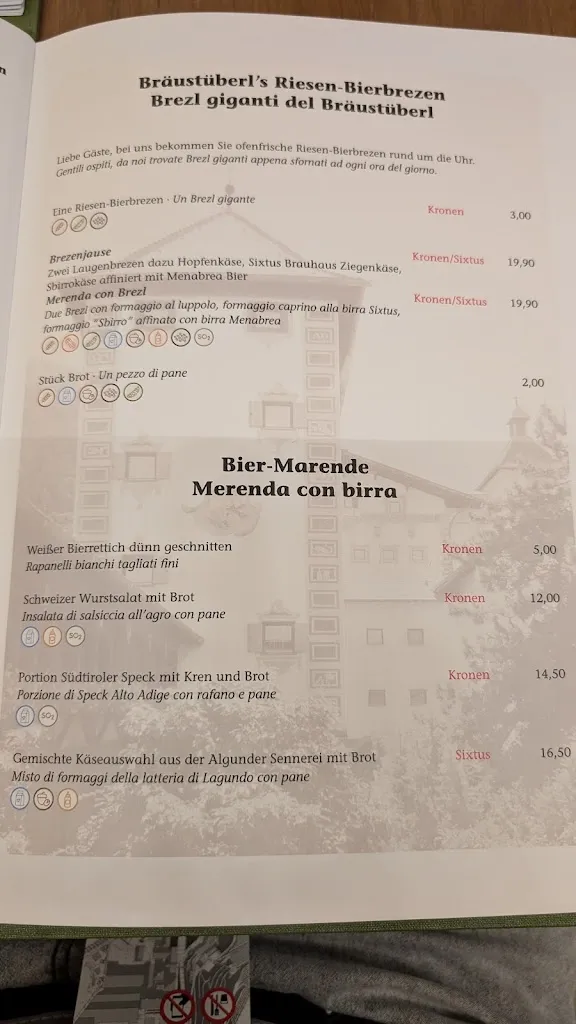 Bräustüberl's Riesen-Bierbrezen
Brezl giganti del Bräustüberl
Liebe Gäste, bei uns bekommen Sie ofenfrische Riesen-Bierbrezen rund um die Uhr.
Gentili ospiti, da noi trovate Brezl giganti appena sfornati ad ogni ora del giorno.
Eine Riesen-Bierbrezen - Un Brezl gigante Kronen 3,00
Brezenjause
Zwei Laugenbrezen dazu Hopfenkäse, Sixtus Brauhaus Ziegenkäse, Kronen/Sixtus 19,90
Sbirrokäse affiniert mit Menabrea Bier
Merenda con Brezl
Due Brezl con formaggio al luppolo, formaggio caprino alla birra Sixtus, Kronen/Sixtus 19,90
formaggio "Sbirro" affinato con birra Menabrea
SO2
Stück Brot - Un pezzo di pane 2,00
Bier-Marende
Merenda con birra
Weißer Bierrettich dünn geschnitten Kronen 5,00
Rapanelli bianchi tagliati fini
Schweizer Wurstsalat mit Brot Kronen 12,00
Insalata di salsiccia all'agro con pane
SO2
Portion Südtiroler Speck mit Kren und Brot Kronen 14,50
Porzione di Speck Alto Adige con rafano e pane
SO2
Gemischte Käseauswahl aus der Algunder Sennerei mit Brot Sixtus 16,50
Misto di formaggi della latteria di Lagundo con pane